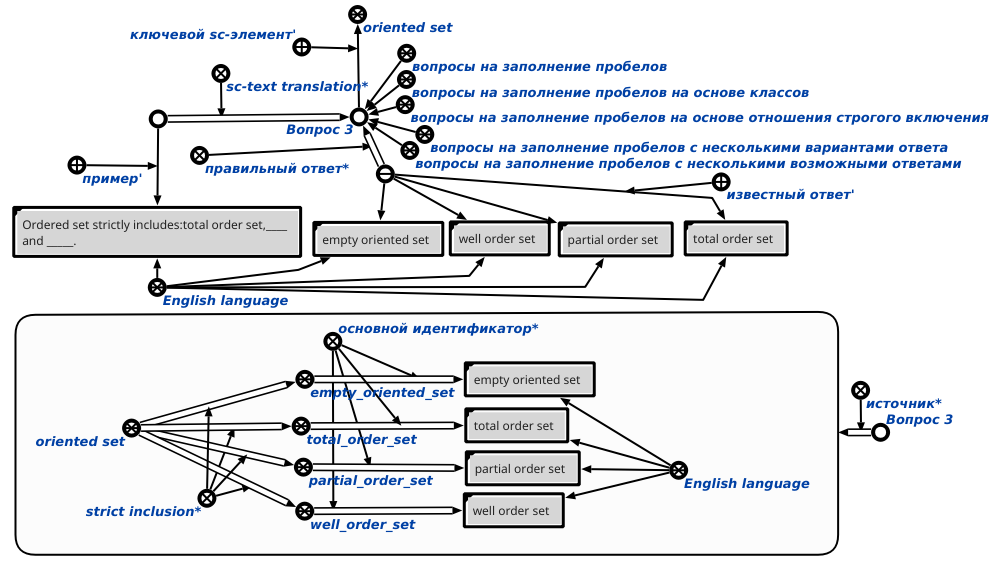 oriented set
ключевой sc-элемент'
вопросы на заполнение пробелов
sc-text translation*
вопросы на заполнение пробелов на основе классов
вопросы на заполнение пробелов на основе отношения строгого включения
Вопрос 3
вопросы на заполнение пробелов с несколькими вариантами ответа
вопросы на заполнение пробелов с несколькими возможными ответами
правильный ответ*
пример'
известный ответ'
Ordered set strictly includes:total order set,____
and _____.
empty oriented set
well order set
partial order set
total order set
English language
основной идентификатор*
empty oriented set
empty_oriented_set
источник*
Вопрос 3
total order set
oriented set
total_order_set
partial order set
partial_order_set
English language
strict inclusion*
well order set
well_order_set